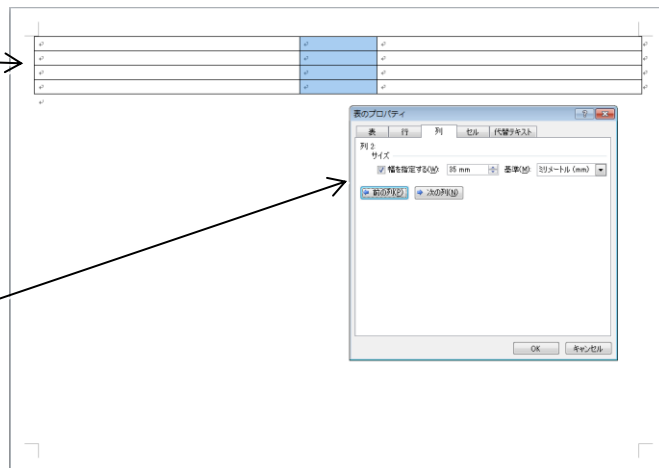 表のプロパティ
表 行 列 セル 代替テキスト
列 2
サイズ
幅を指定する(W): 35 mm 基準(M): ミリメートル (mm)
前の列(P) 次の列(N)
OK キャンセル